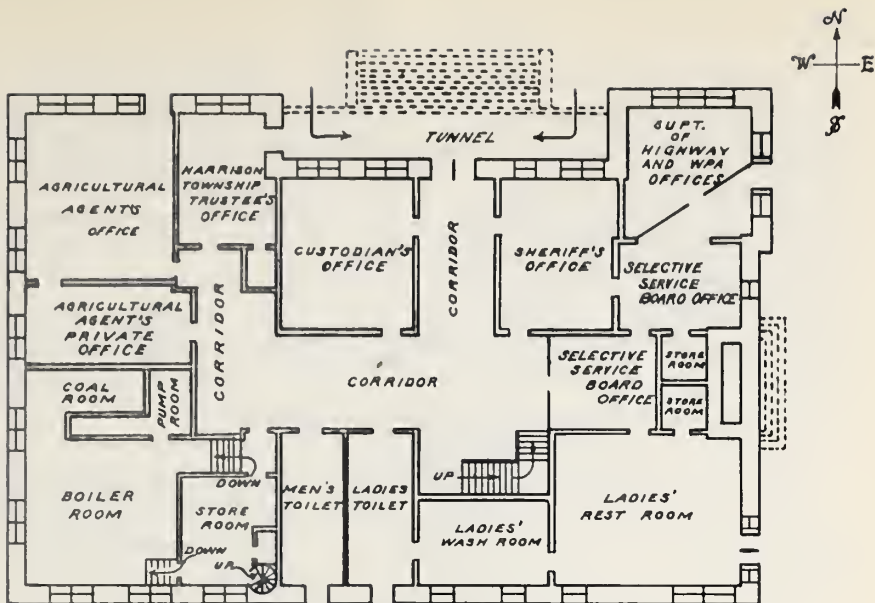 N
W E
S
TUNNEL
SUPT.
OF
HIGHWAY
AND WPA
OFFICES
AGRICULTURAL
AGENT'S
OFFICE
HARRISON
TOWNSHIP
TRUSTEE'S
OFFICE
CUSTODIAN'S
OFFICE
CORRIDOR
SHERIFF'S
OFFICE
SELECTIVE
SERVICE
BOARD OFFICE
AGRICULTURAL
AGENT'S
PRIVATE
OFFICE
CORRIDOR
CORRIDOR
SELECTIVE
SERVICE
BOARD
OFFICE
STORE
ROOM
STORE
ROOM
COAL
ROOM
PUMP
ROOM
BOILER
ROOM
DOWN
STORE
ROOM
DOWN
UP
MEN'S
TOILET
LADIES
TOILET
UP
LADIES'
WASH ROOM
LADIES'
REST ROOM